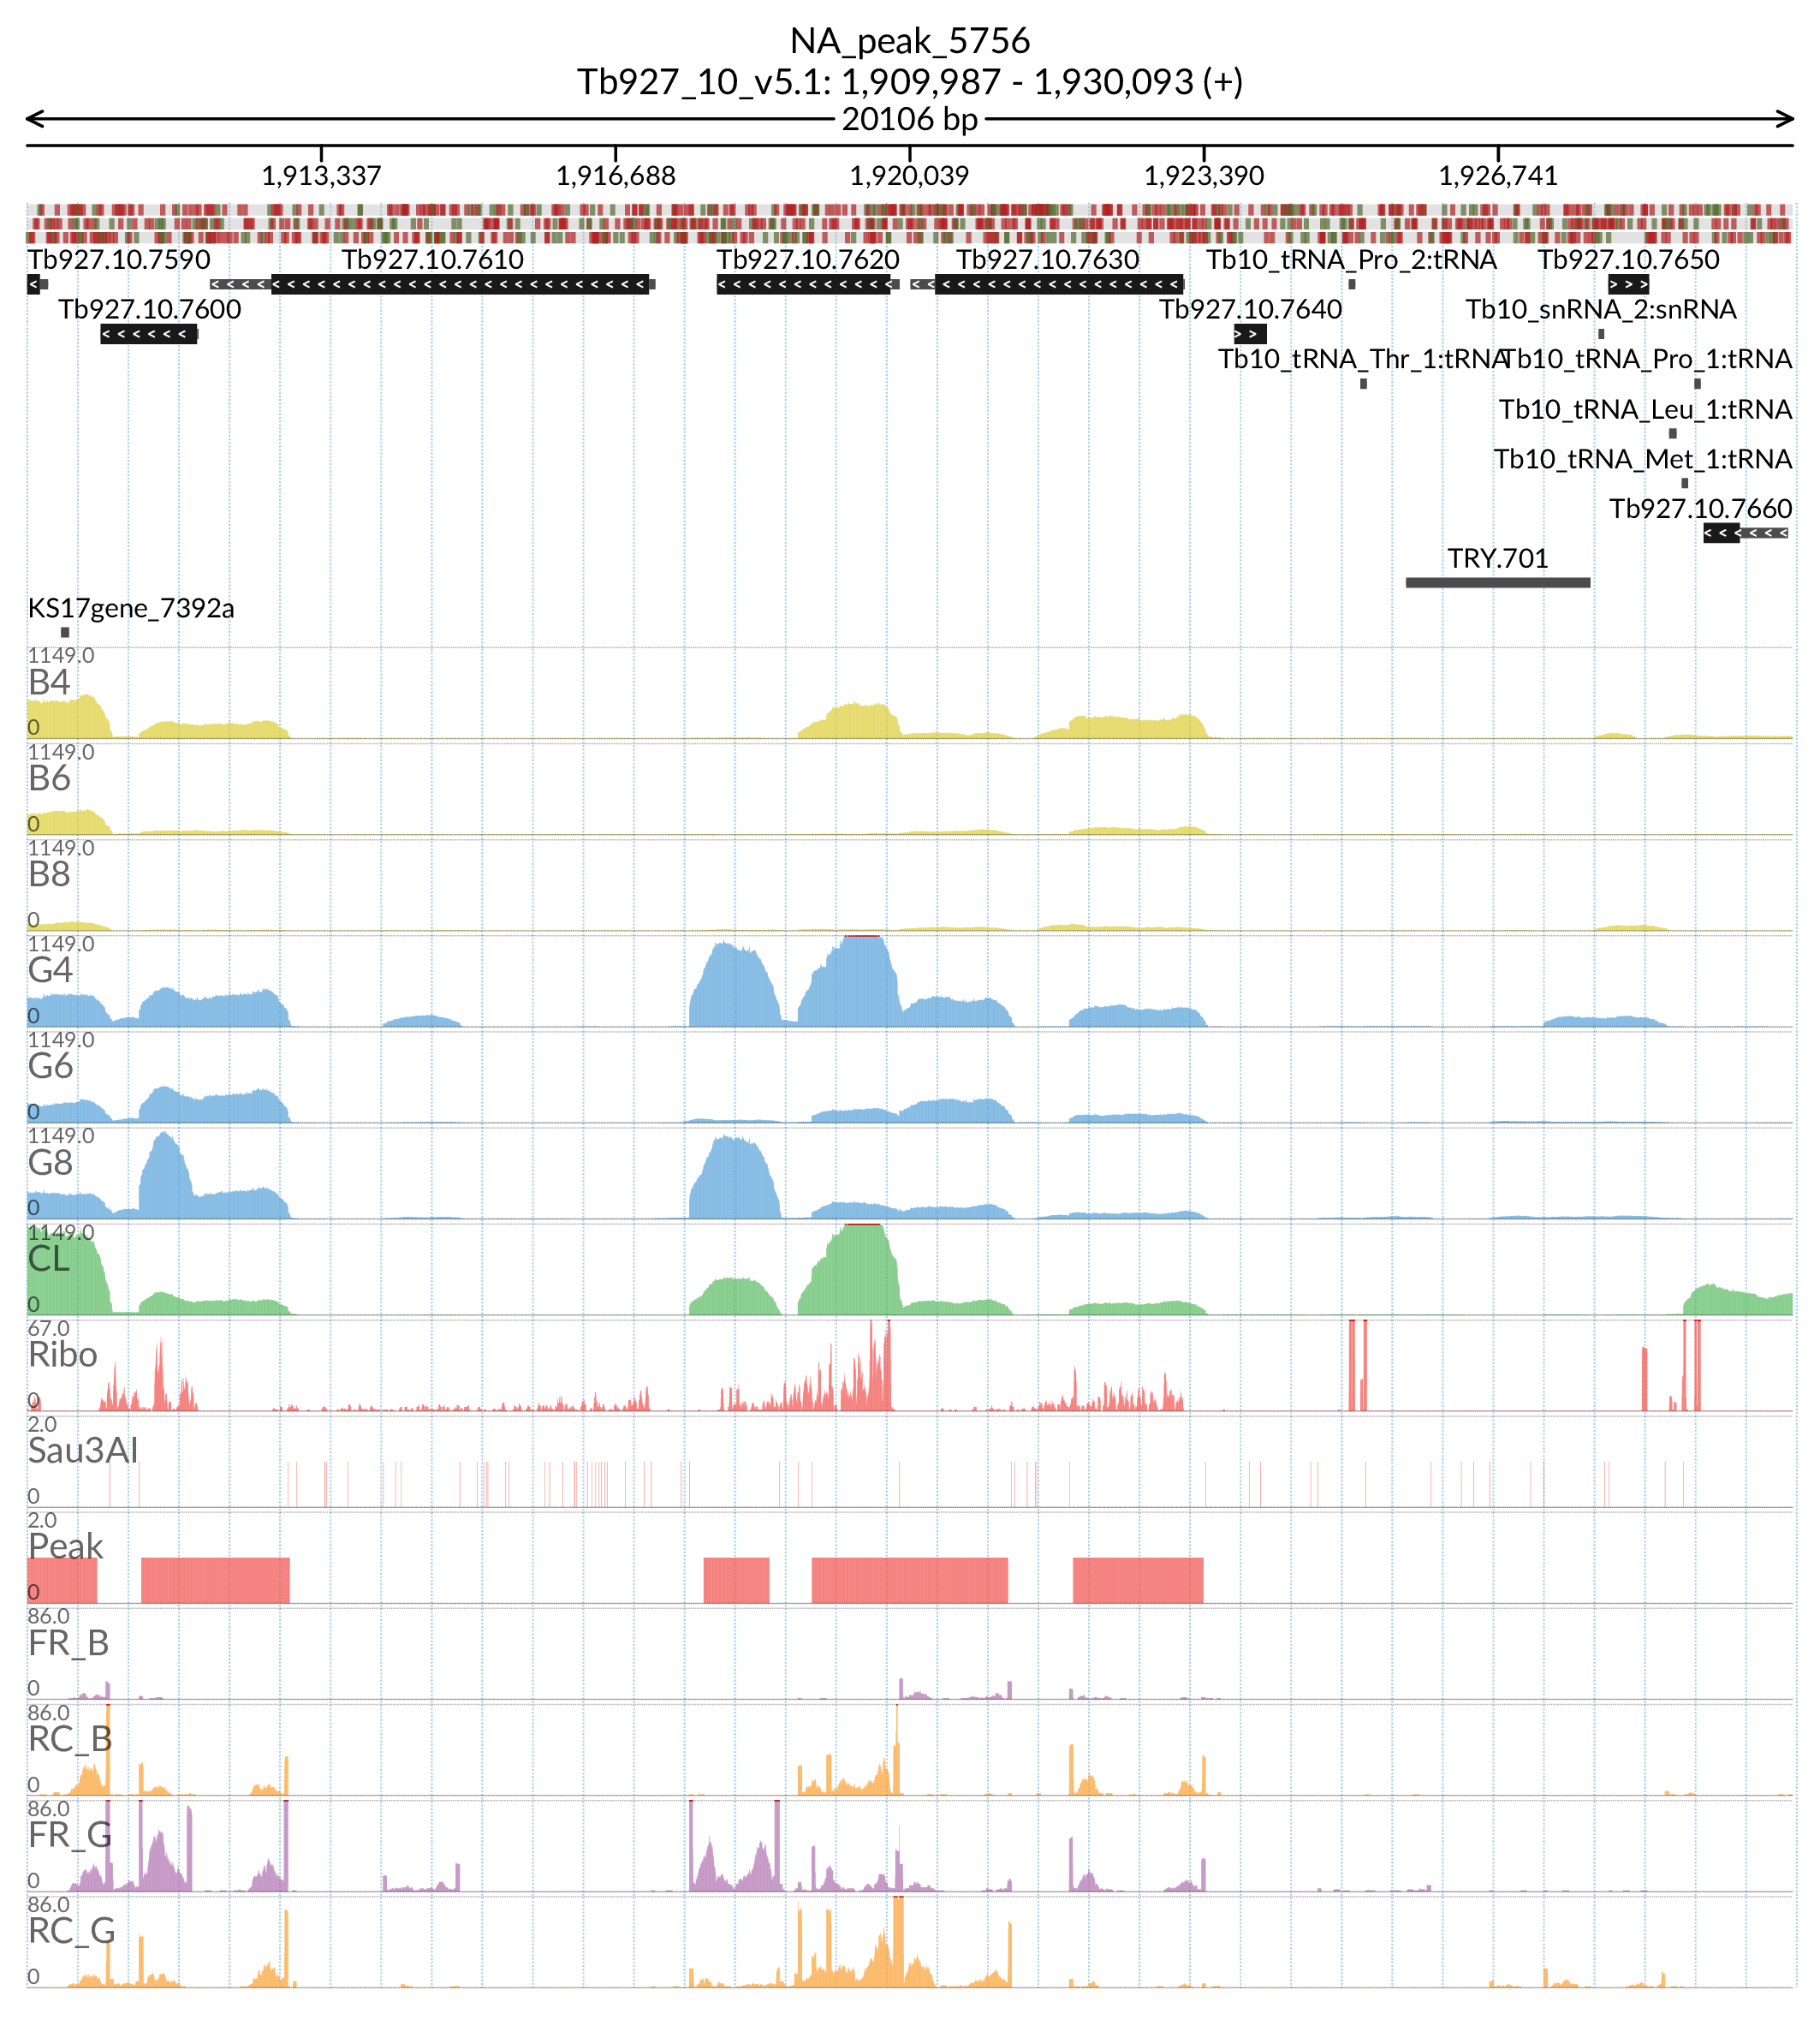 NA_peak_5756
Tb927_10_v5.1: 1,909,987 - 1,930,093 (+)
20106 bp
1,913,337 1,916,688 1,920,039 1,923,390 1,926,741
Tb927.10.7590 Tb927.10.7610 Tb927.10.7620 Tb927.10.7630 Tb10_tRNA_Pro_2:tRNA Tb927.10.7650
Tb927.10.7600 Tb927.10.7640 Tb10_snRNA_2:snRNA
Tb10_tRNA_Thr_1:tRNA Tb10_tRNA_Pro_1:tRNA
Tb10_tRNA_Leu_1:tRNA
Tb10_tRNA_Met_1:tRNA
Tb927.10.7660
TRY.701
KS17gene_7392a
1149.0
B4
0
1149.0
B6
0
1149.0
B8
0
1149.0
G4
0
1149.0
G6
0
1149.0
G8
0
1149.0
CL
0
67.0
Ribo
0
2.0
Sau3AI
0
2.0
Peak
0
86.0
FR_B
0
86.0
RC_B
0
86.0
FR_G
0
86.0
RC_G
0